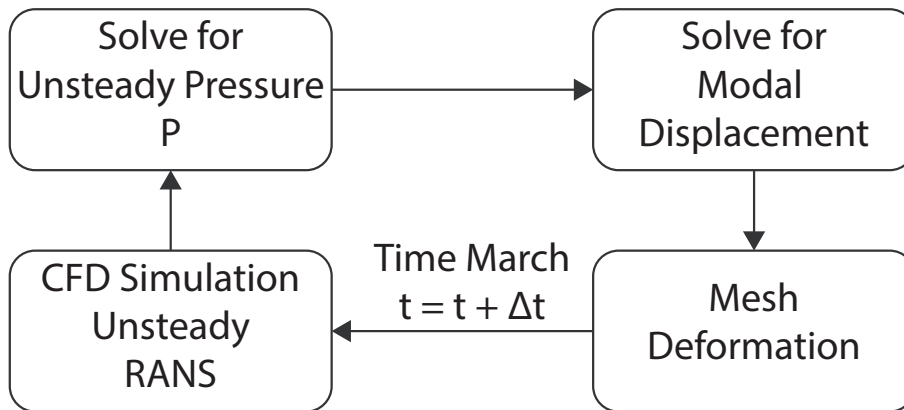 Solve for
Unsteady Pressure
P
Solve for
Modal
Displacement
Time March
t = t + Δt
CFD Simulation
Unsteady
RANS
Mesh
Deformation